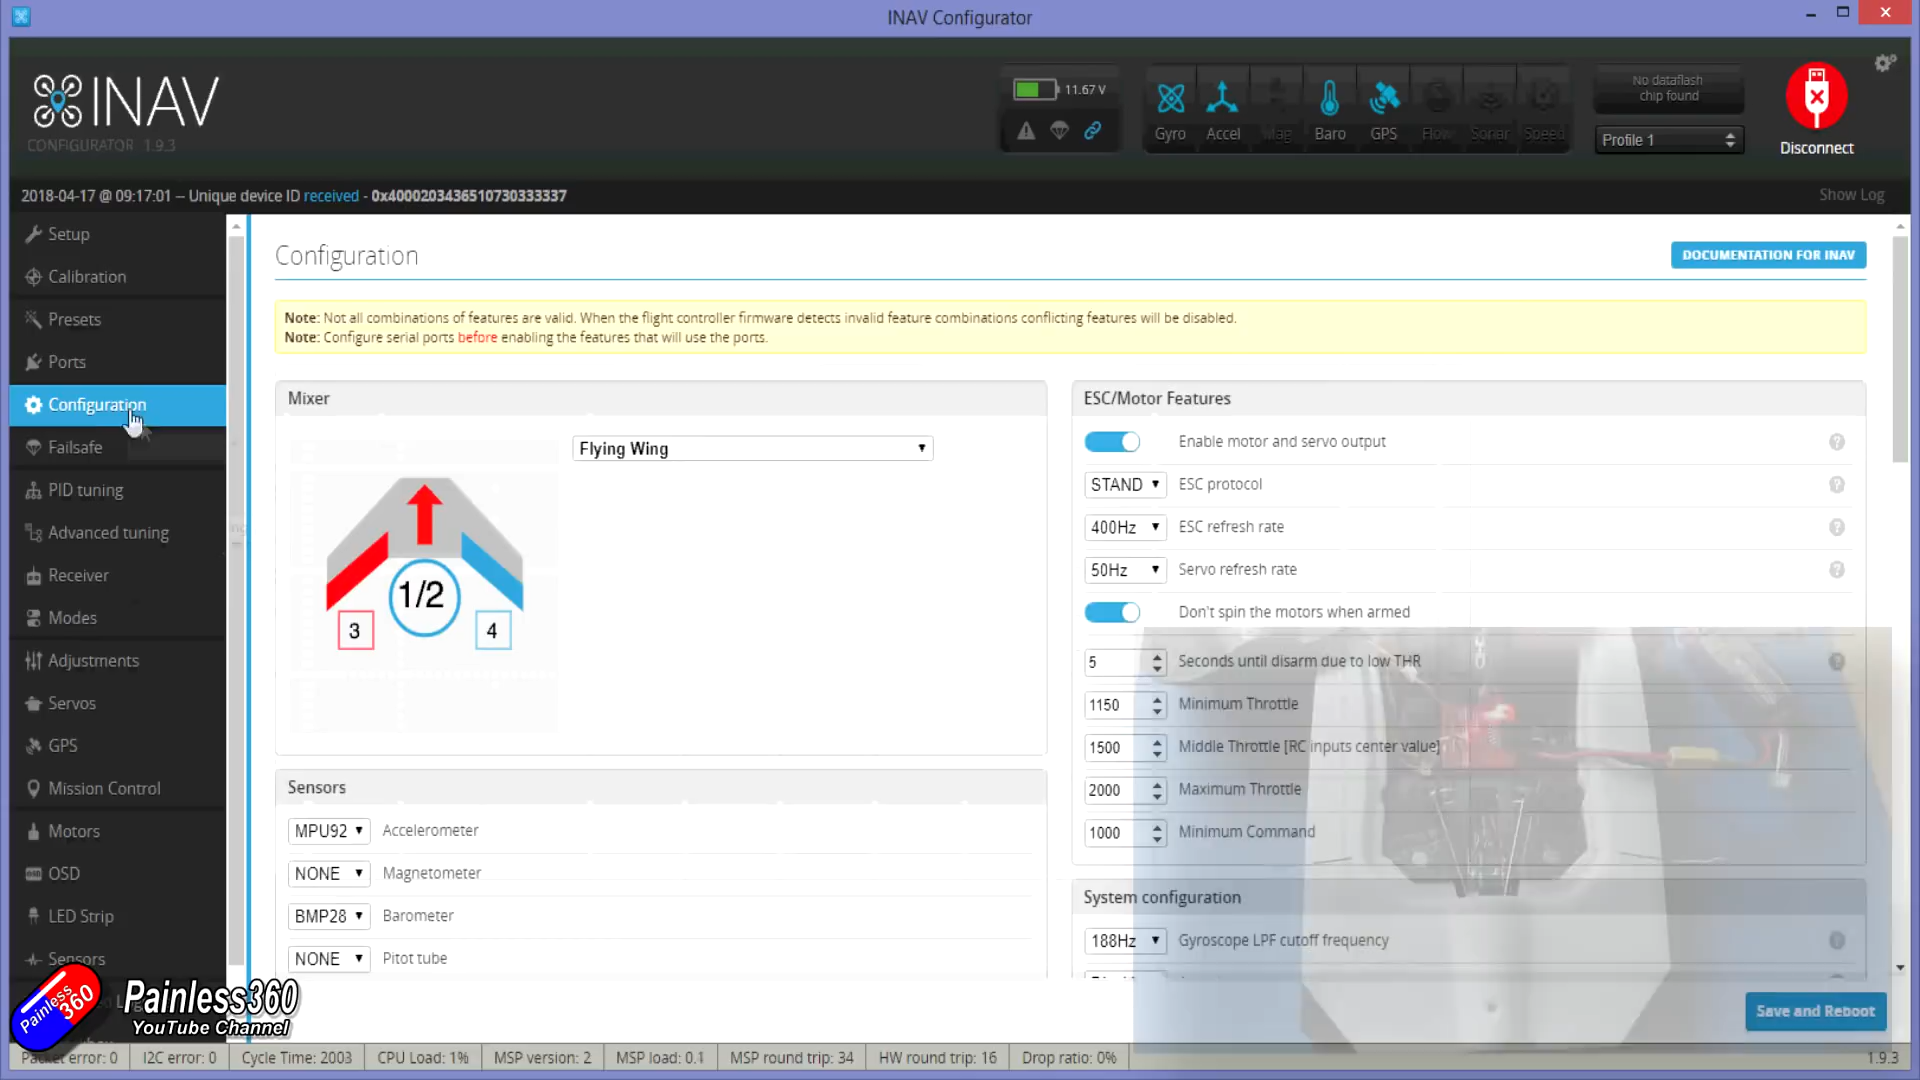 INAV Configurator
INAV
CONFIGURATOR 1.9.3
11.67 V
Gyro
Accel
Mag
Baro
GPS
Flow
Sonar
Speed
No dataflash
chip found
Profile 1
Disconnect
2018-04-17 @ 09:17:01 -- Unique device ID received - 0x4000203436510730333337
Show Log
Setup
Calibration
Presets
Ports
Configuration
Failsafe
PID tuning
Advanced tuning
Receiver
Modes
Adjustments
Servos
GPS
Mission Control
Motors
OSD
LED Strip
Sensors
Configuration
DOCUMENTATION FOR INAV
Note: Not all combinations of features are valid. When the flight controller firmware detects invalid feature combinations conflicting features will be disabled.
Note: Configure serial ports before enabling the features that will use the ports.
Mixer
Flying Wing
1/2
3
4
Sensors
MPU92 Accelerometer
NONE Magnetometer
BMP28 Barometer
NONE Pitot tube
ESC/Motor Features
Enable motor and servo output
STAND ESC protocol
400Hz ESC refresh rate
50Hz Servo refresh rate
Don't spin the motors when armed
5 Seconds until disarm due to low THR
1150 Minimum Throttle
1500 Middle Throttle [RC inputs center value]
2000 Maximum Throttle
1000 Minimum Command
System configuration
188Hz Gyroscope LPF cutoff frequency
Save and Reboot
Painless360
Painless360
YouTube Channel
Packet error: 0
I2C error: 0
Cycle Time: 2003
CPU Load: 1%
MSP version: 2
MSP load: 0.1
MSP round trip: 34
HW round trip: 16
Drop ratio: 0%
1.9.3